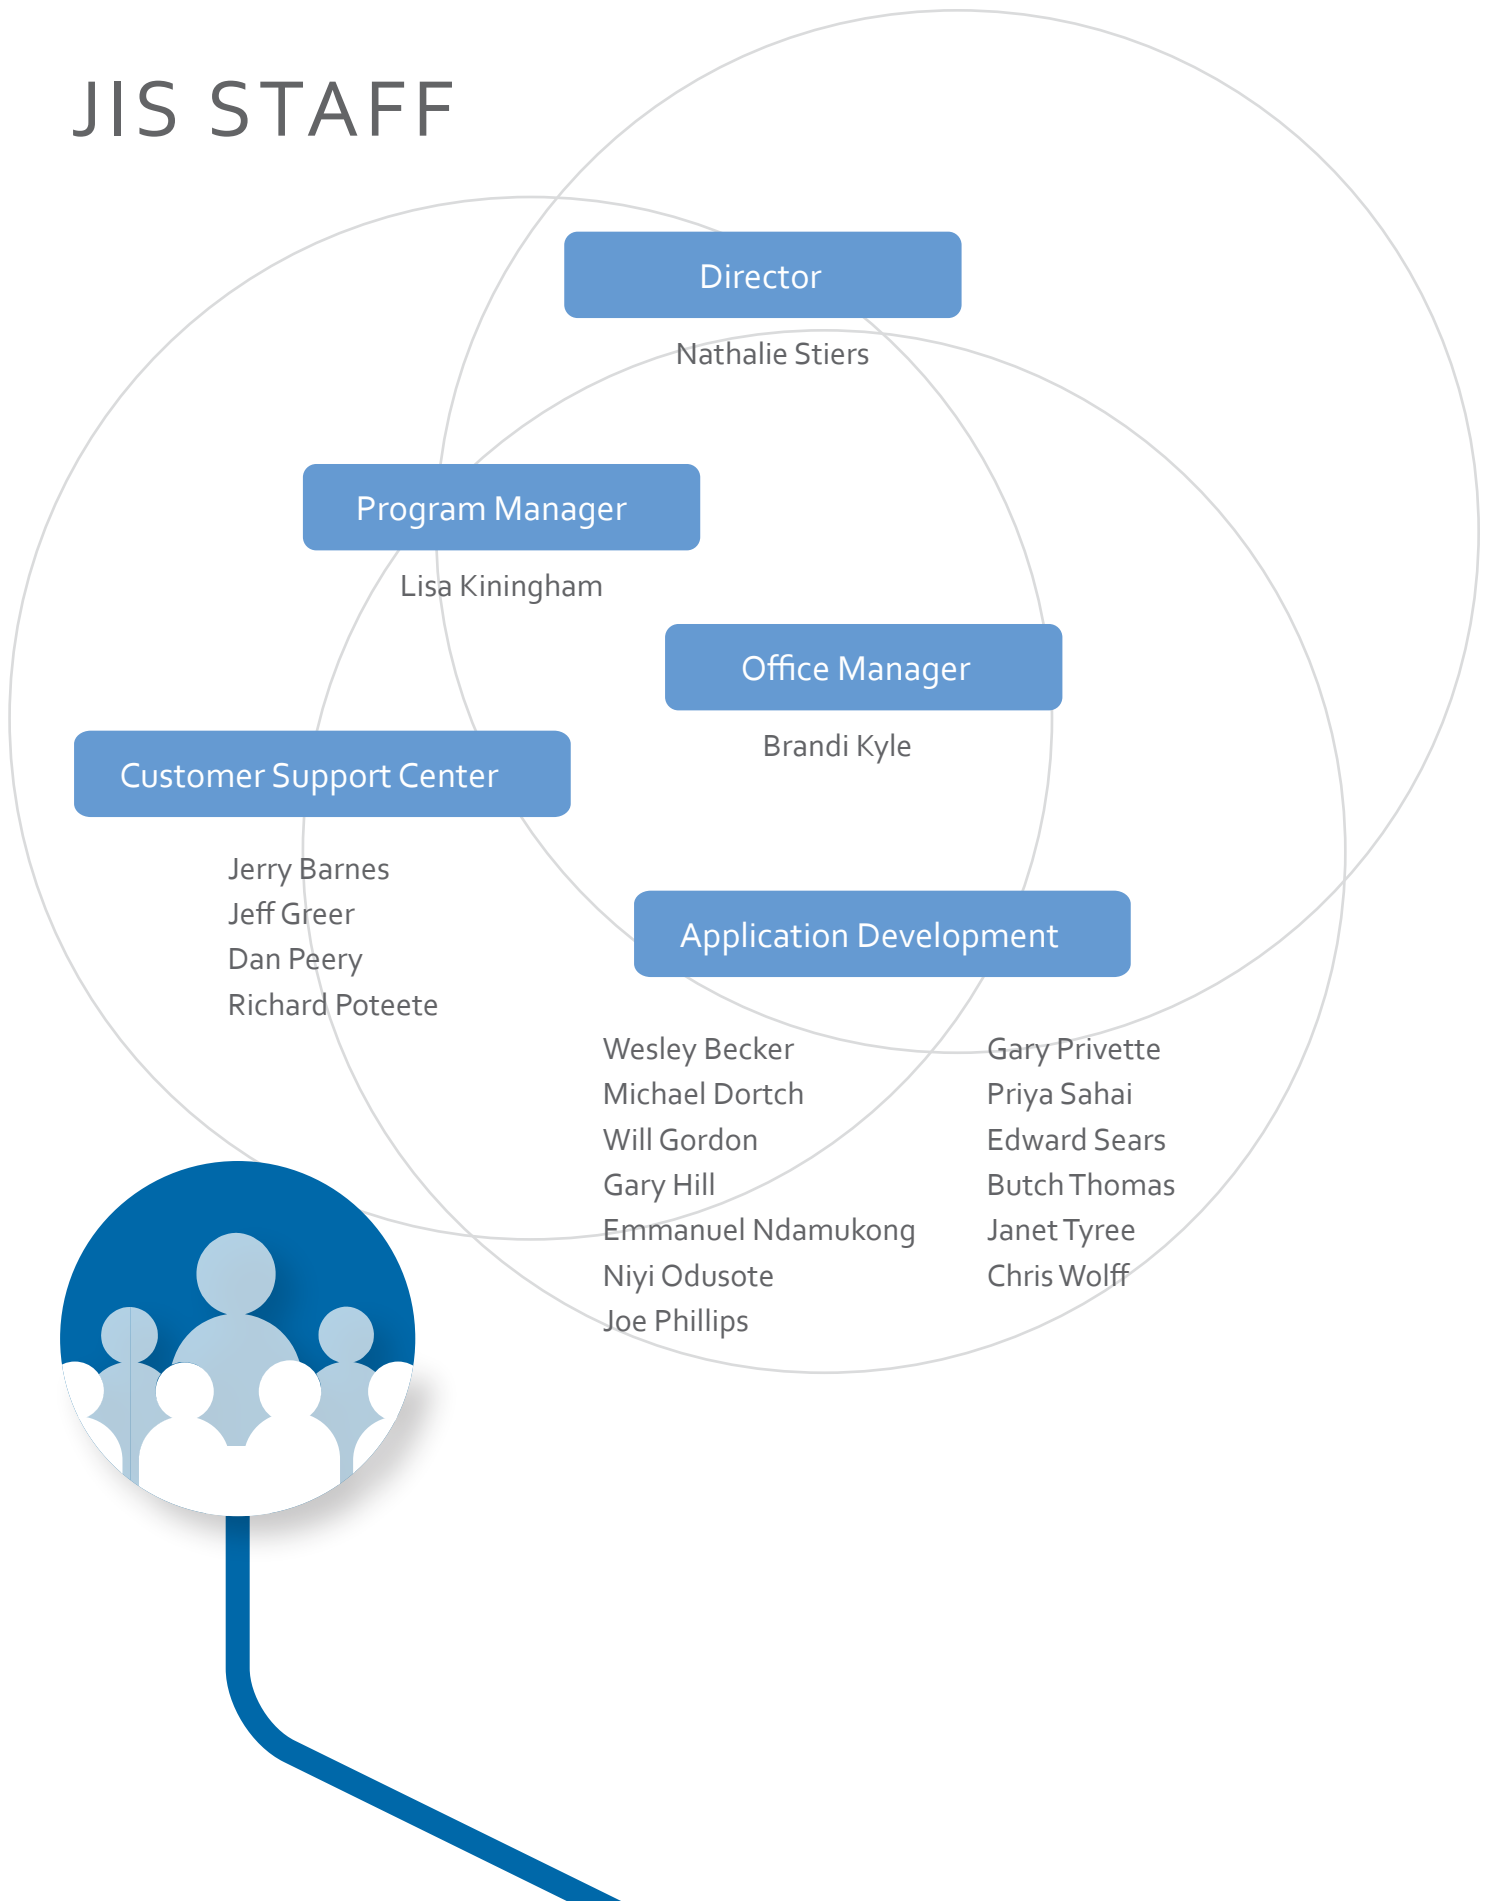 JIS STAFF
Director
Nathalie Stiers
Program Manager
Lisa Kiningham
Office Manager
Brandi Kyle
Customer Support Center
Jerry Barnes
Jeff Greer
Dan Peery
Richard Poteete
Application Development
Wesley Becker
Michael Dortch
Will Gordon
Gary Hill
Emmanuel Ndamukong
Niyi Odusote
Joe Phillips
Gary Privette
Priya Sahai
Edward Sears
Butch Thomas
Janet Tyree
Chris Wolff